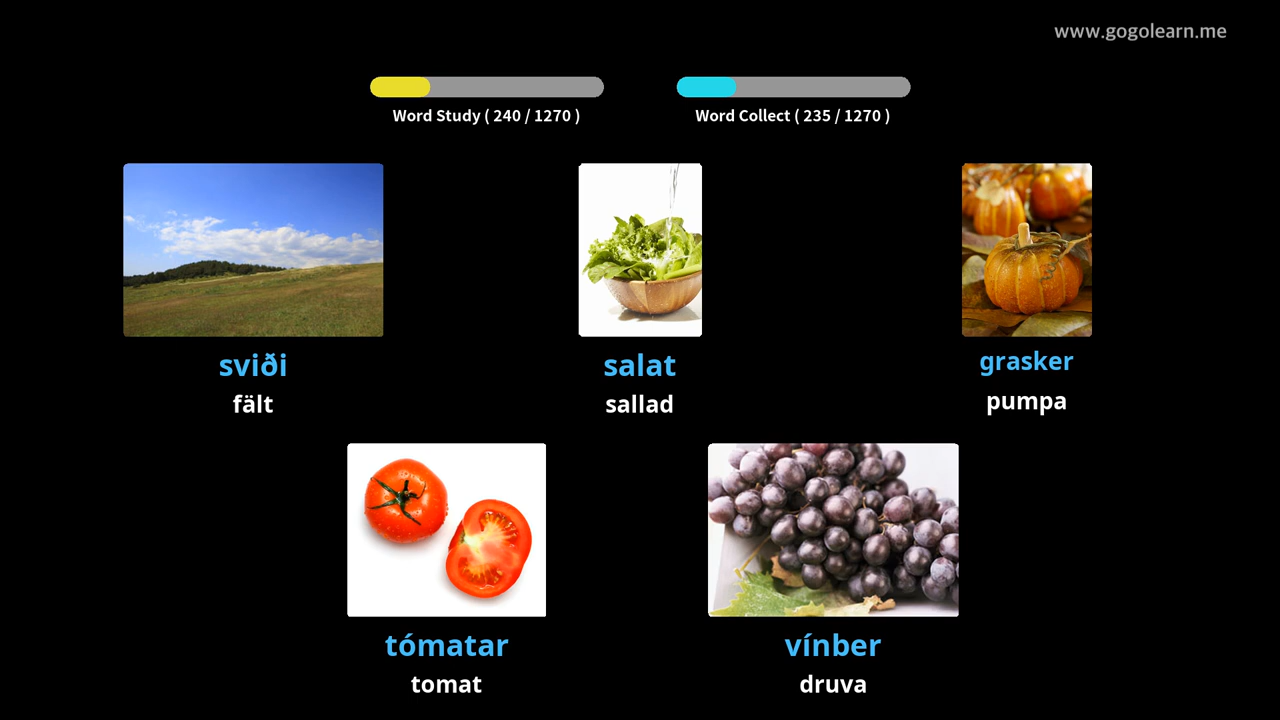 www.gogolearn.me
Word Study ( 240 / 1270 )
Word Collect ( 235 / 1270 )
sviði
fält
salat
sallad
grasker
pumpa
tómatar
tomat
vínber
druva